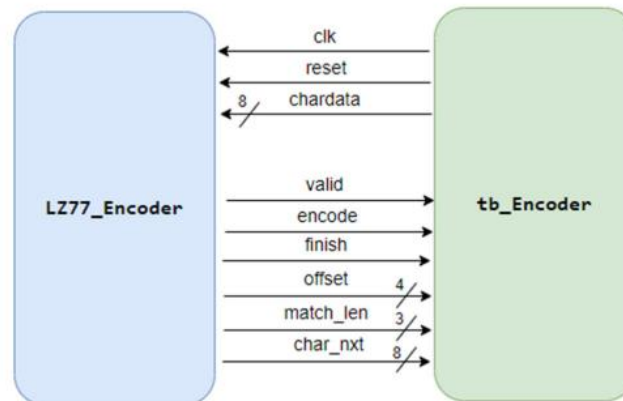 clk
reset
8
chardata
LZ77_Encoder
tb_Encoder
valid
encode
finish
offset
4
match_len
3
char_nxt
8